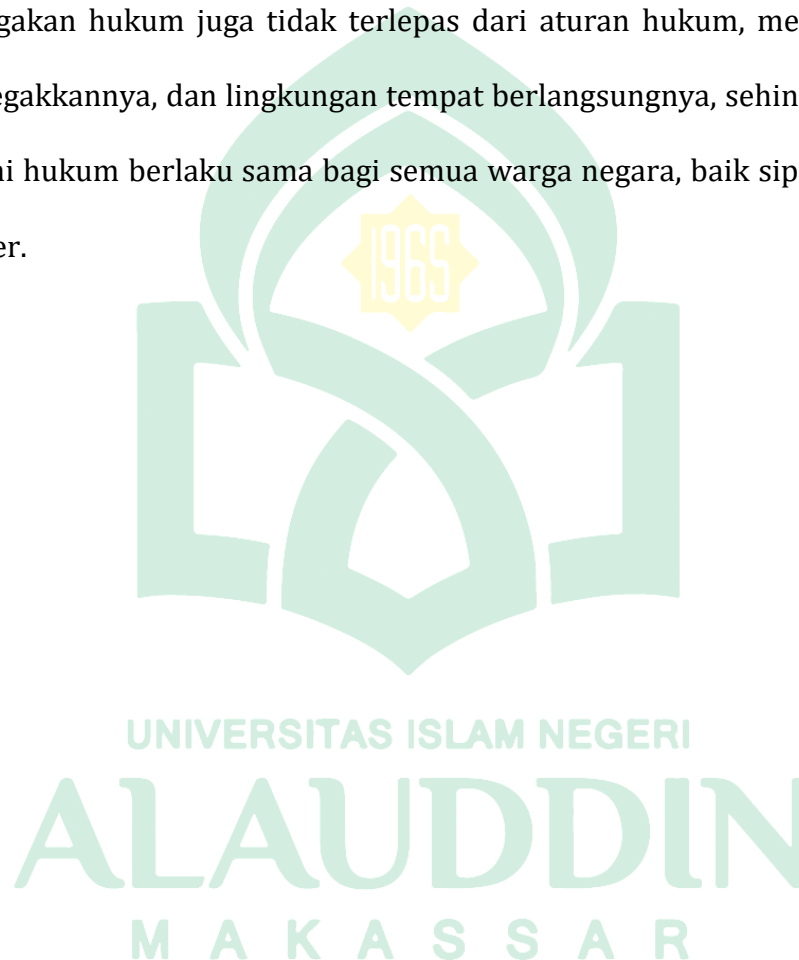 gakan hukum juga tidak terlepas dari aturan hukum, me
egakkannya, dan lingkungan tempat berlangsungnya, sehin
ni hukum berlaku sama bagi semua warga negara, baik sip
er.
1965
UNIVERSITAS ISLAM NEGERI
ALAUDDIN
MAKASSAR